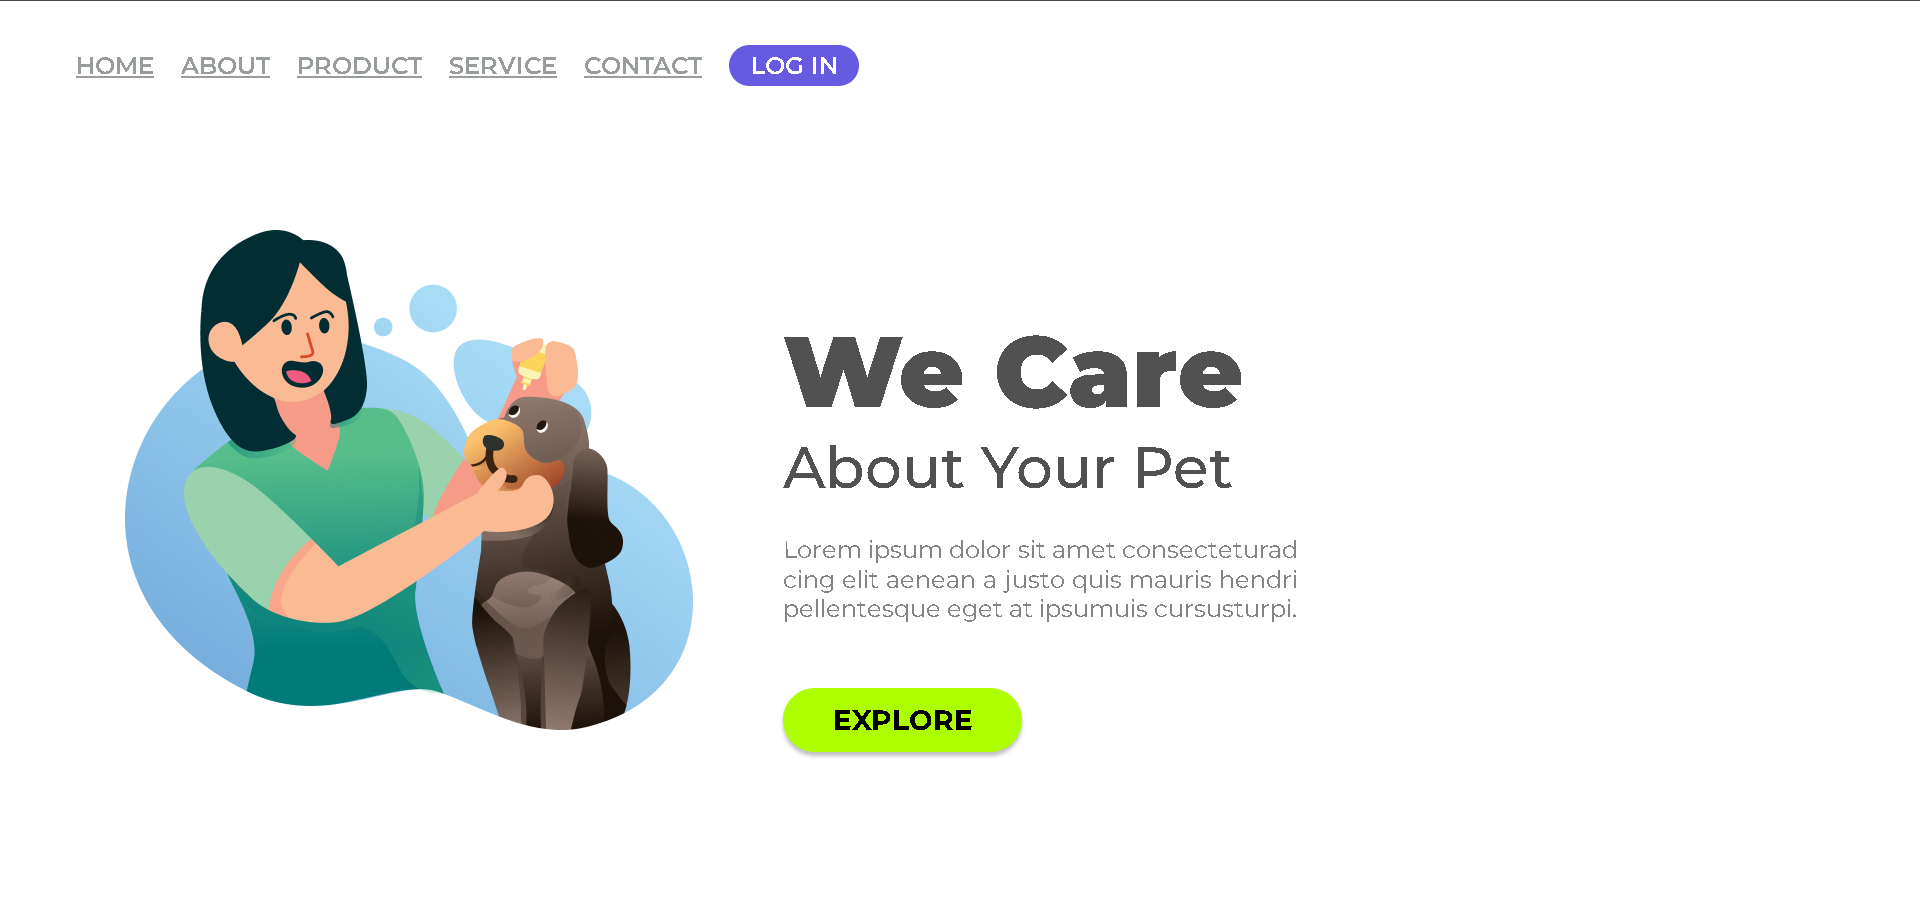 HOME ABOUT PRODUCT SERVICE CONTACT LOG IN
We Care
About Your Pet
Lorem ipsum dolor sit amet consecteturad
cing elit aenean a justo quis mauris hendri
pellentesque eget at ipsumuis cursusturpi.
EXPLORE